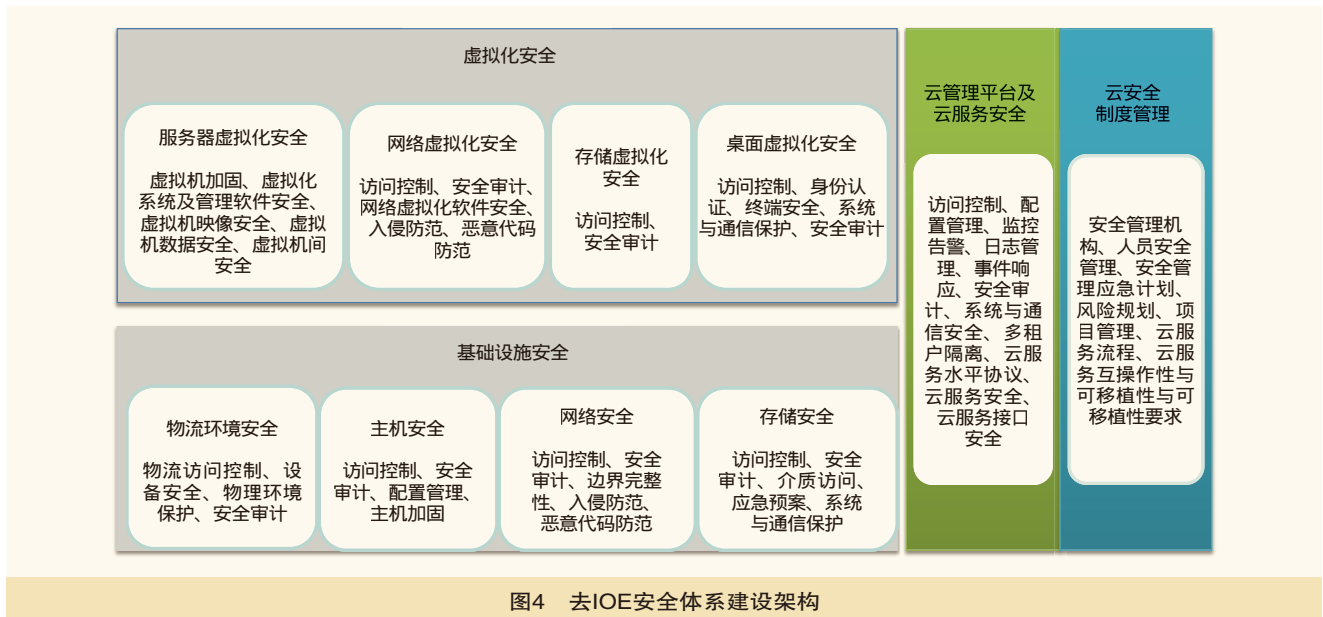 虚拟化安全
服务器虚拟化安全
虚拟机加固、虚拟化
系统及管理软件安全、
虚拟机映像安全、虚拟
机数据安全、虚拟机间
安全
网络虚拟化安全
访问控制、安全审计、
网络虚拟化软件安全、
入侵防范、恶意代码
防范
存储虚拟化
安全
访问控制、
安全审计
桌面虚拟化安全
访问控制、身份认
证、终端安全、系统
与通信保护、安全审计
基础设施安全
物流环境安全
物流访问控制、设
备安全、物理环境
保护、安全审计
主机安全
访问控制、安全
审计、配置管理、
主机加固
网络安全
访问控制、安全
审计、边界完整
性、入侵防范、
恶意代码防范
存储安全
访问控制、安全
审计、介质访问、
应急预案、系统
与通信保护
云管理平台及
云服务安全
访问控制、配
置管理、监控
告警、日志管
理、事件响
应、安全审
计、系统与通
信安全、多租
户隔离、云服
务水平协议、
云服务安全、
云服务接口
安全
云安全
制度管理
安全管理机
构、人员安全
管理、安全管
理应急计划、
风险规划、项
目管理、云服
务流程、云服
务互操作性与
可移植性与可
移植性要求
图4 去IOE安全体系建设架构